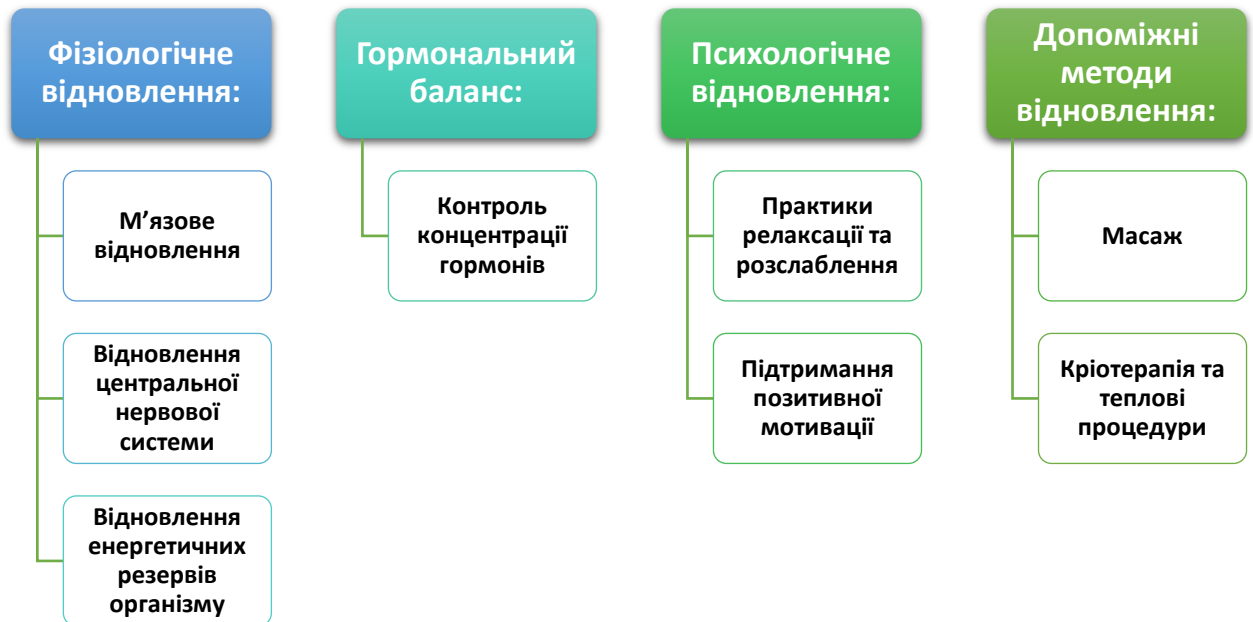 Фізіологічне
відновлення:
М’язове
відновлення
Відновлення
центральної
нервової
системи
Відновлення
енергетичних
резервів
організму
Гормональний
баланс:
Контроль
концентрації
гормонів
Психологічне
відновлення:
Практики
релаксації та
розслаблення
Підтримання
позитивної
мотивації
Допоміжні
методи
відновлення:
Масаж
Кріотерапія та
теплові
процедури